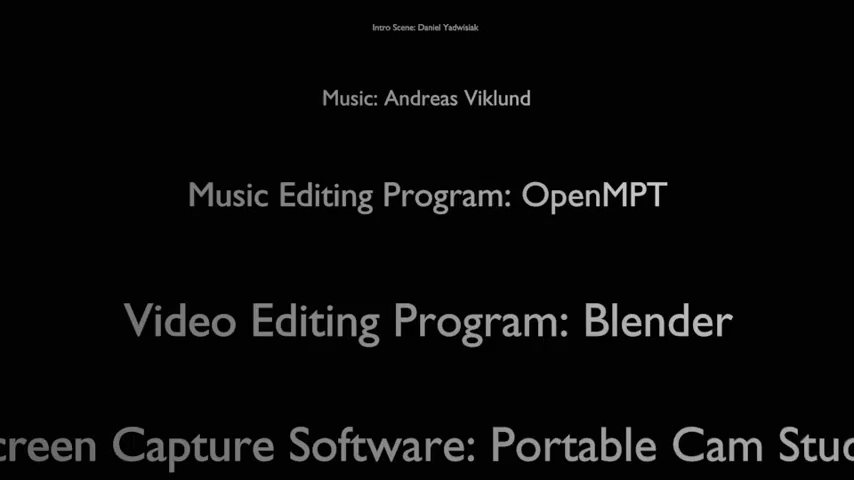 Intro Scene: Daniel Yadwisiak
Music: Andreas Viklund
Music Editing Program: OpenMPT
Video Editing Program: Blender
creen Capture Software: Portable Cam Stud